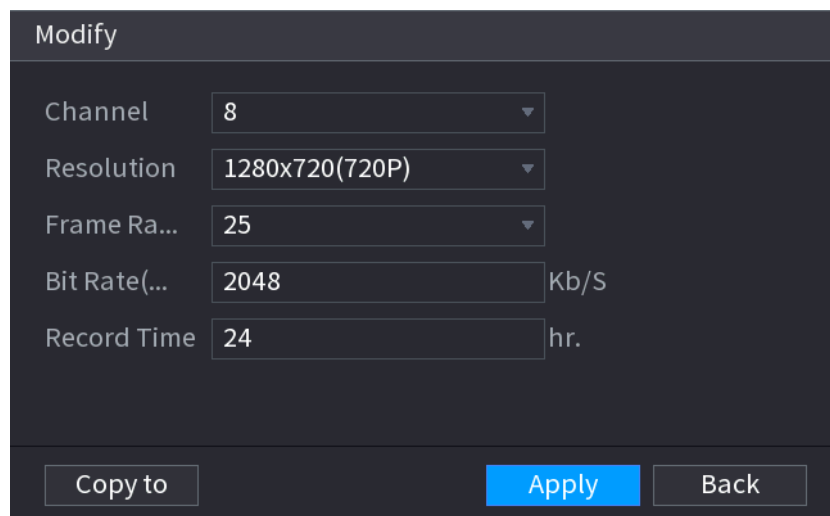 Modify
Channel 8
Resolution 1280x720(720P)
Frame Ra... 25
Bit Rate(... 2048 Kb/S
Record Time 24 hr.
Copy to Apply Back